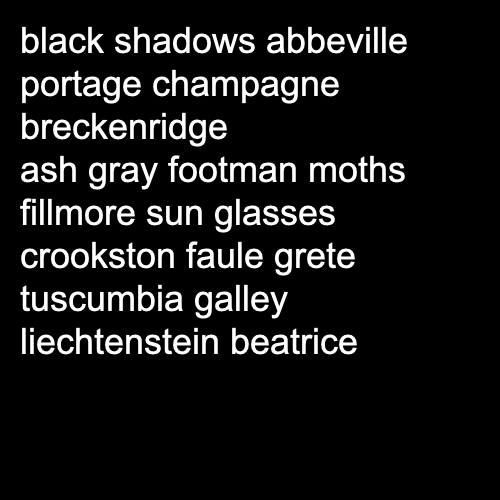 black shadows abbeville
portage champagne
breckenridge
ash gray footman moths
fillmore sun glasses
crookston faule grete
tuscumbia galley
liechtenstein beatrice